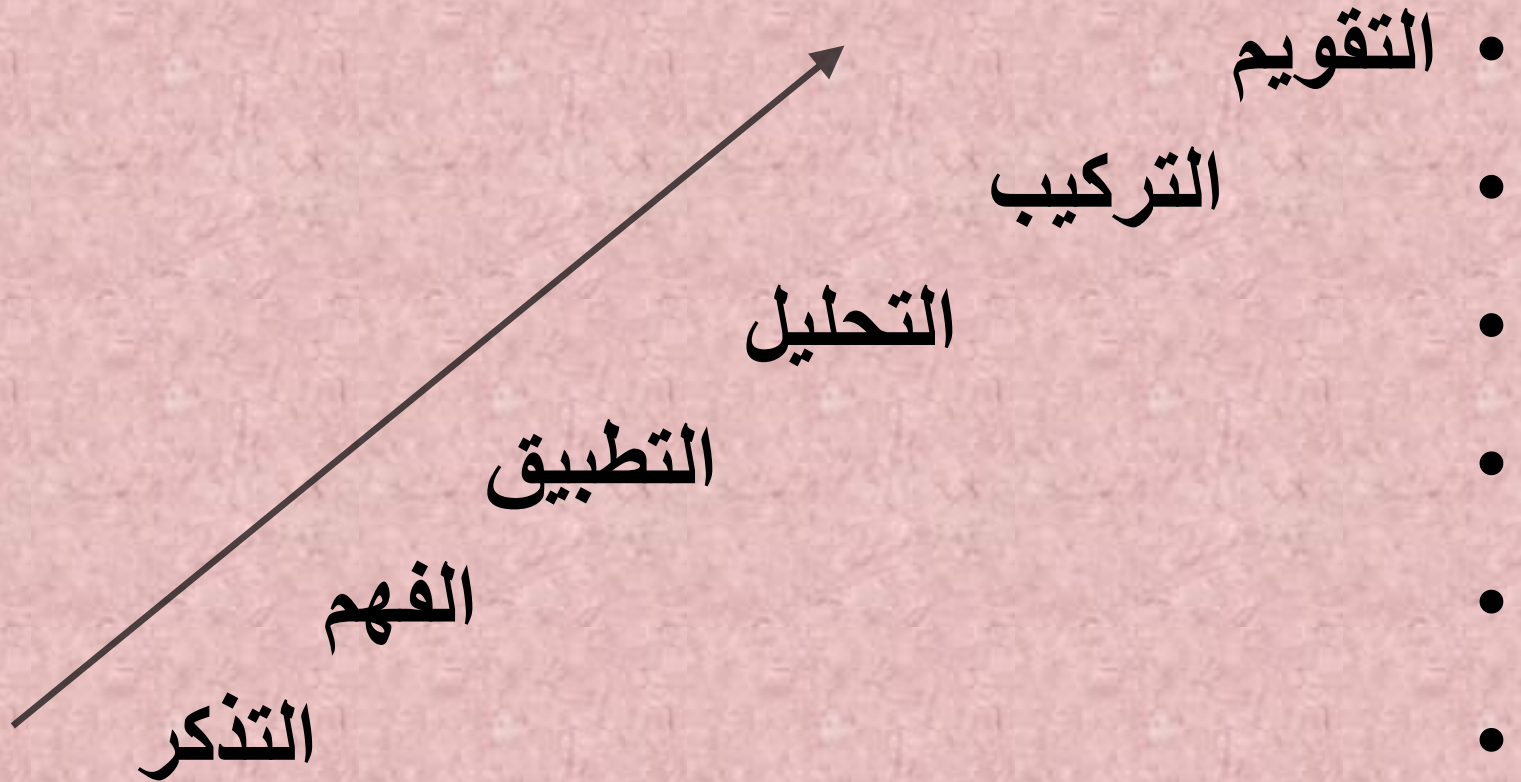 • التقويم
• التركيب
• التحليل
• التطبيق
• الفهم
• التذكر